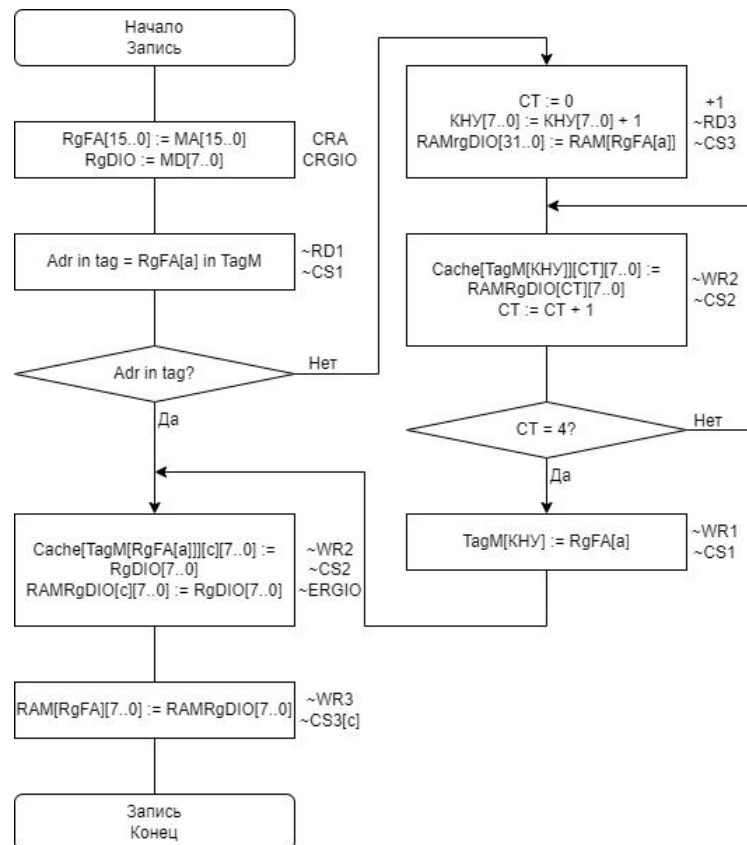 Начало
Запись
RgFA[15..0] := MA[15..0]
RgDIO := MD[7..0]
CRA
CRGIO
Adr in tag = RgFA[a] in TagM
~RD1
~CS1
Adr in tag?
Нет
Да
CT := 0
КНУ[7..0] := КНУ[7..0] + 1
RAMrgDIO[31..0] := RAM[RgFA[a]]
+1
~RD3
~CS3
Cache[TagM[КНУ]][CT][7..0] :=
RAMRgDIO[CT][7..0]
CT := CT + 1
~WR2
~CS2
CT = 4?
Нет
Да
TagM[КНУ] := RgFA[a]
~WR1
~CS1
Cache[TagM[RgFA[a]]][c][7..0] :=
RgDIO[7..0]
RAMRgDIO[c][7..0] := RgDIO[7..0]
~WR2
~CS2
~ERGIO
RAM[RgFA][7..0] := RAMRgDIO[7..0]
~WR3
~CS3[c]
Запись
Конец